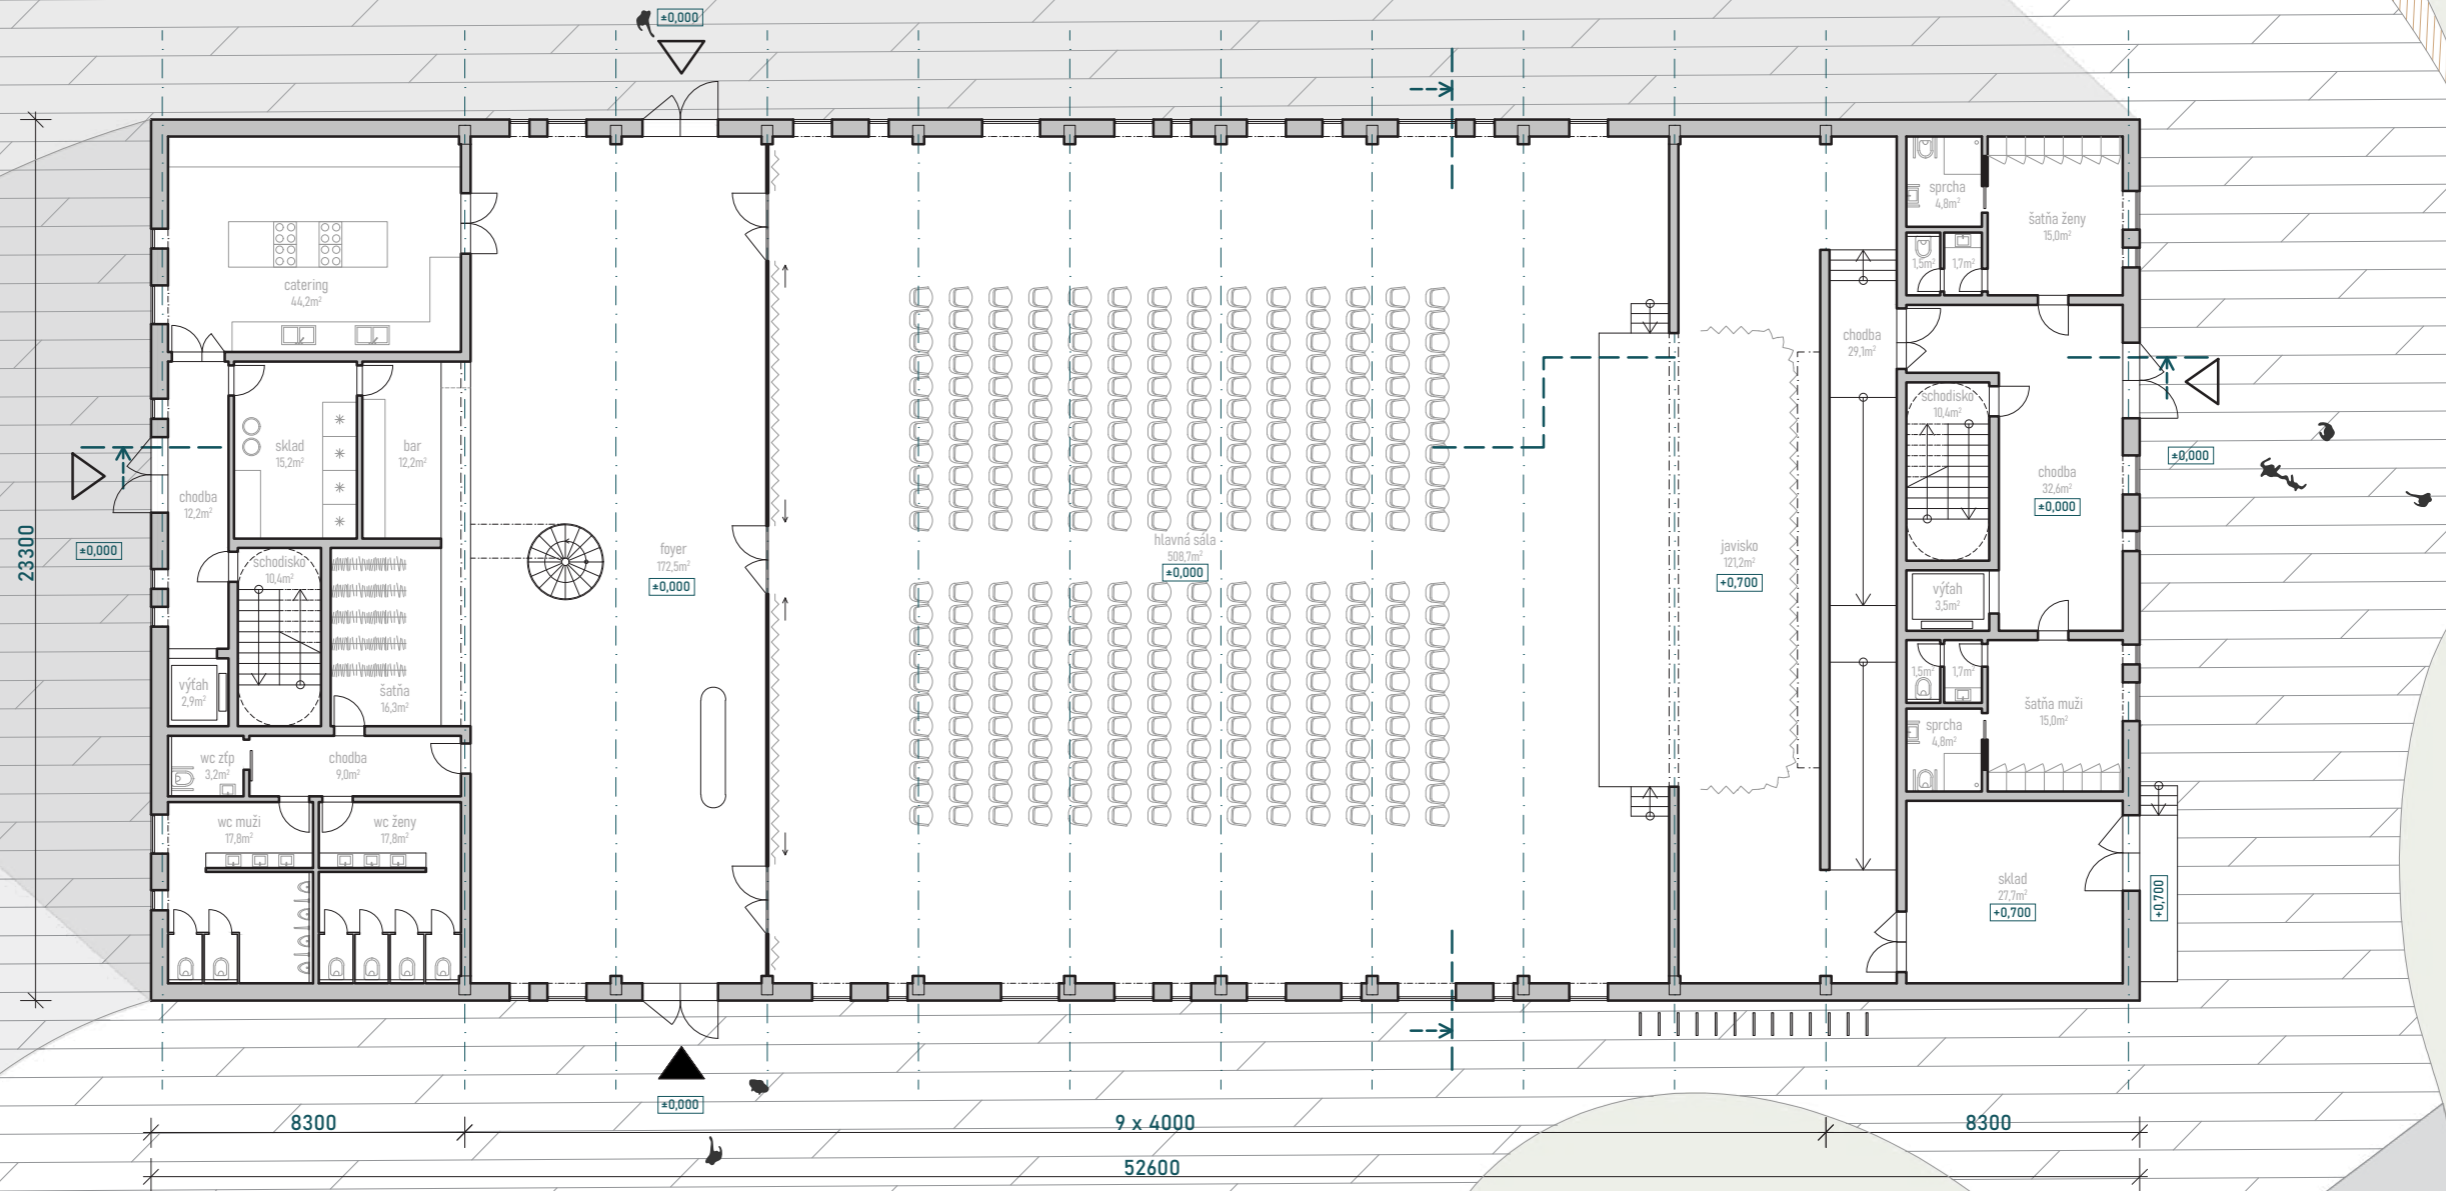 ±0,000
sprcha
4,8m²
šatňa ženy
15,0m²
1,5m²
1,7m²
catering
44,2m²
chodba
29,1m²
schodisko
10,4m²
sklad
15,2m²
bar
12,2m²
chodba
12,2m²
±0,000
chodba
32,6m²
±0,000
23300
±0,000
schodisko
10,4m²
foyer
172,5m²
±0,000
hlavná sála
508,7m²
±0,000
javisko
121,2m²
+0,700
výťah
3,5m²
výťah
2,9m²
šatňa
16,3m²
1,5m²
1,7m²
šatňa muži
15,0m²
sprcha
4,8m²
wc zťp
3,2m²
chodba
9,0m²
wc muži
17,8m²
wc ženy
17,8m²
sklad
27,7m²
+0,700
+0,700
±0,000
8300
9 x 4000
8300
52600